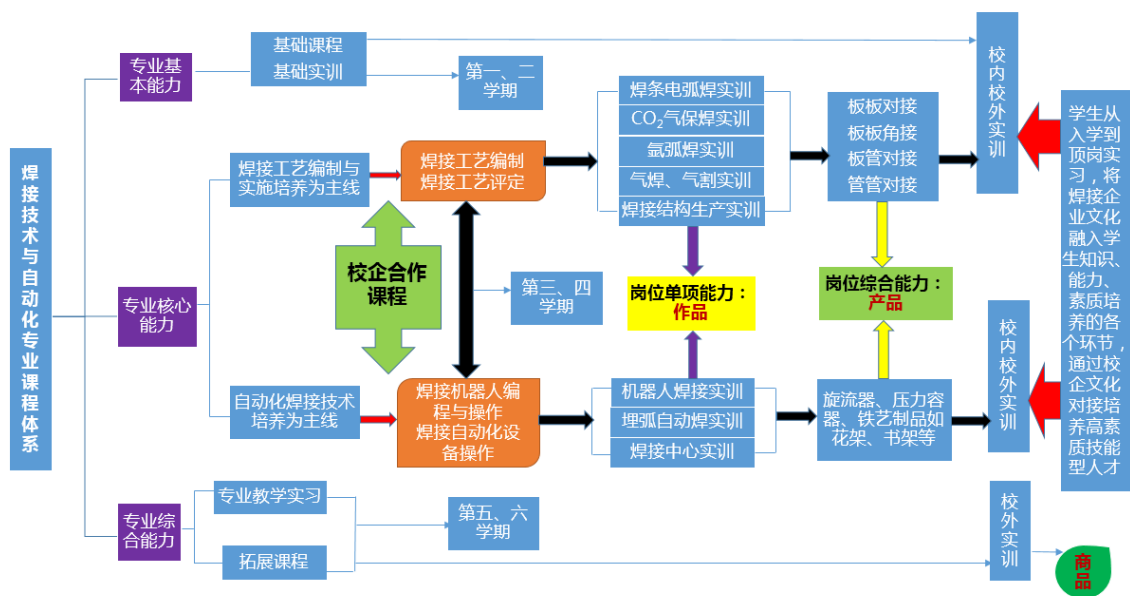 焊接技术与自动化专业课程体系
专业基
本能力
基础课程
基础实训
第一、二
学期
专业核心
能力
焊接工艺编制与
实施培养为主线
焊接工艺编制
焊接工艺评定
校企合作
课程
第三、四
学期
自动化焊接技术
培养为主线
焊接机器人编
程与操作
焊接自动化设
备操作
焊条电弧焊实训
CO₂气保焊实训
氩弧焊实训
气焊、气割实训
焊接结构生产实训
板板对接
板板角接
板管对接
管管对接
岗位单项能力：
作品
岗位综合能力：
产品
机器人焊接实训
埋弧自动焊实训
焊接中心实训
旋流器、压力容
器、铁艺制品如
花架、书架等
校内校外实训
校内校外实训
学生从
入学到
顶岗实
习，将
焊接企
业文化
融入学
生知识、
能力、
素质培
养的各
个环节，
通过校
企文化
对接培
养高素
质技能
型人才
专业综
合能力
专业教学实习
拓展课程
第五、六
学期
校外实训
商
品